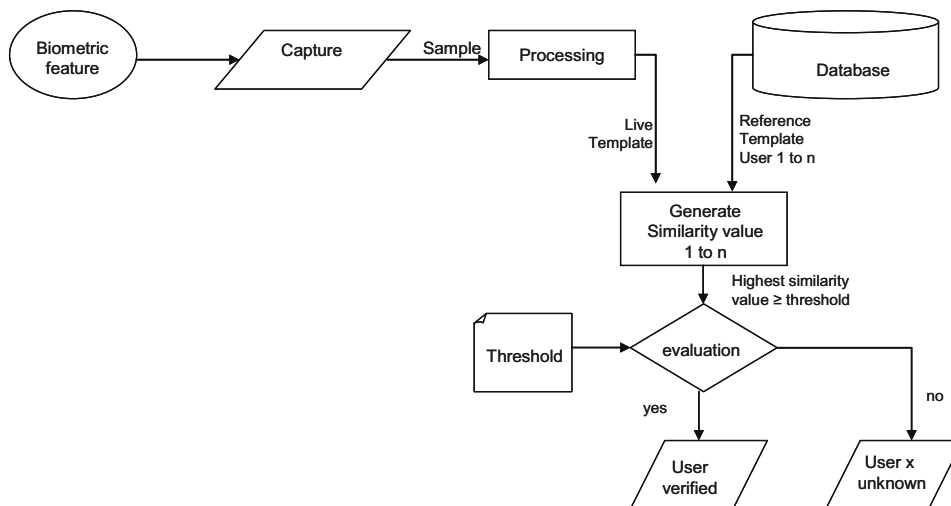 Biometric
feature
Capture
Sample
Processing
Database
Live
Template
Reference
Template
User 1 to n
Generate
Similarity value
1 to n
Highest similarity
value ≥ threshold
Threshold
evaluation
yes
no
User
verified
User x
unknown